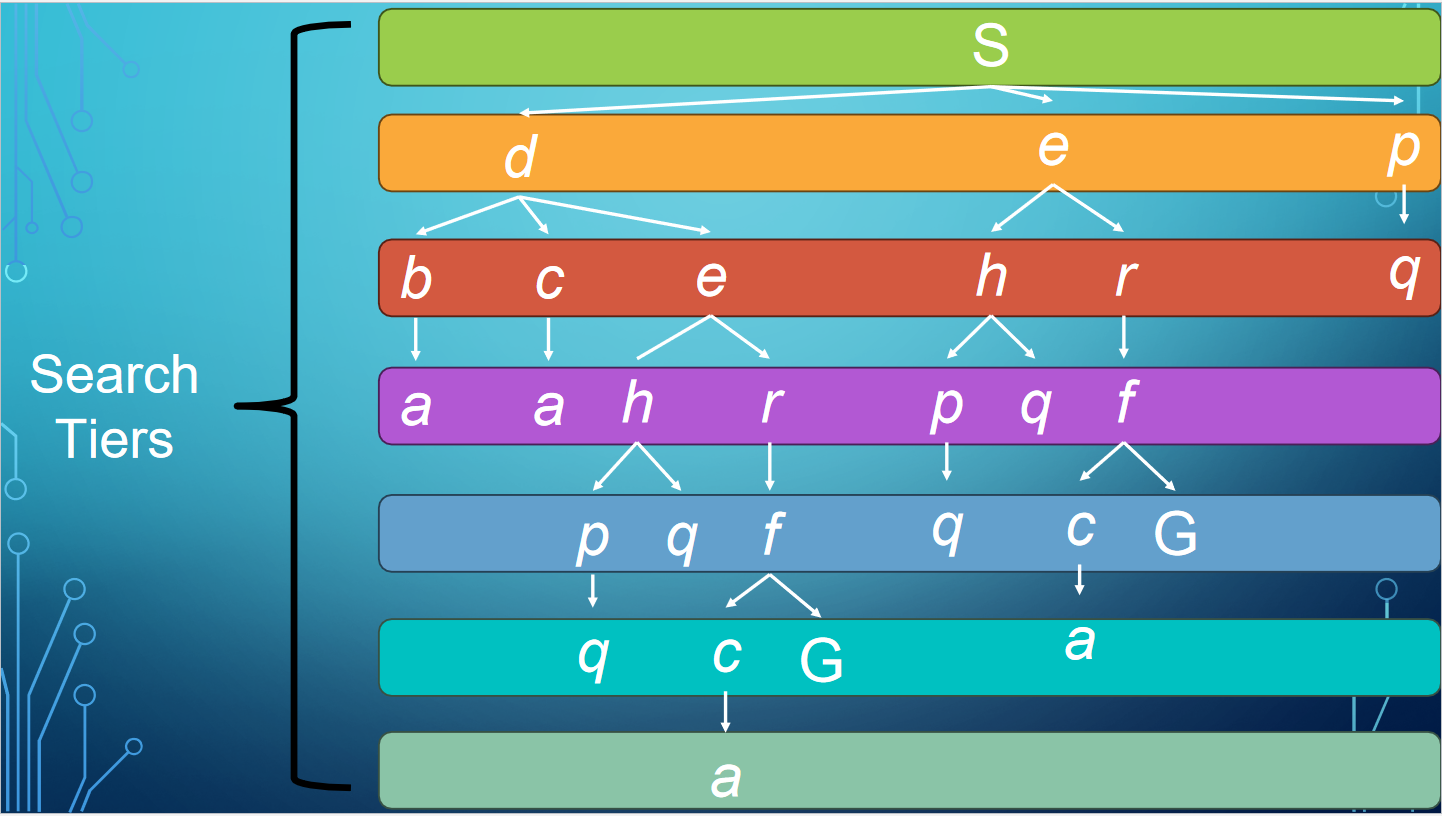 S
d e p
b c e h r q
Search
Tiers
a a h r p q f
p q f q c G
q c G a
a